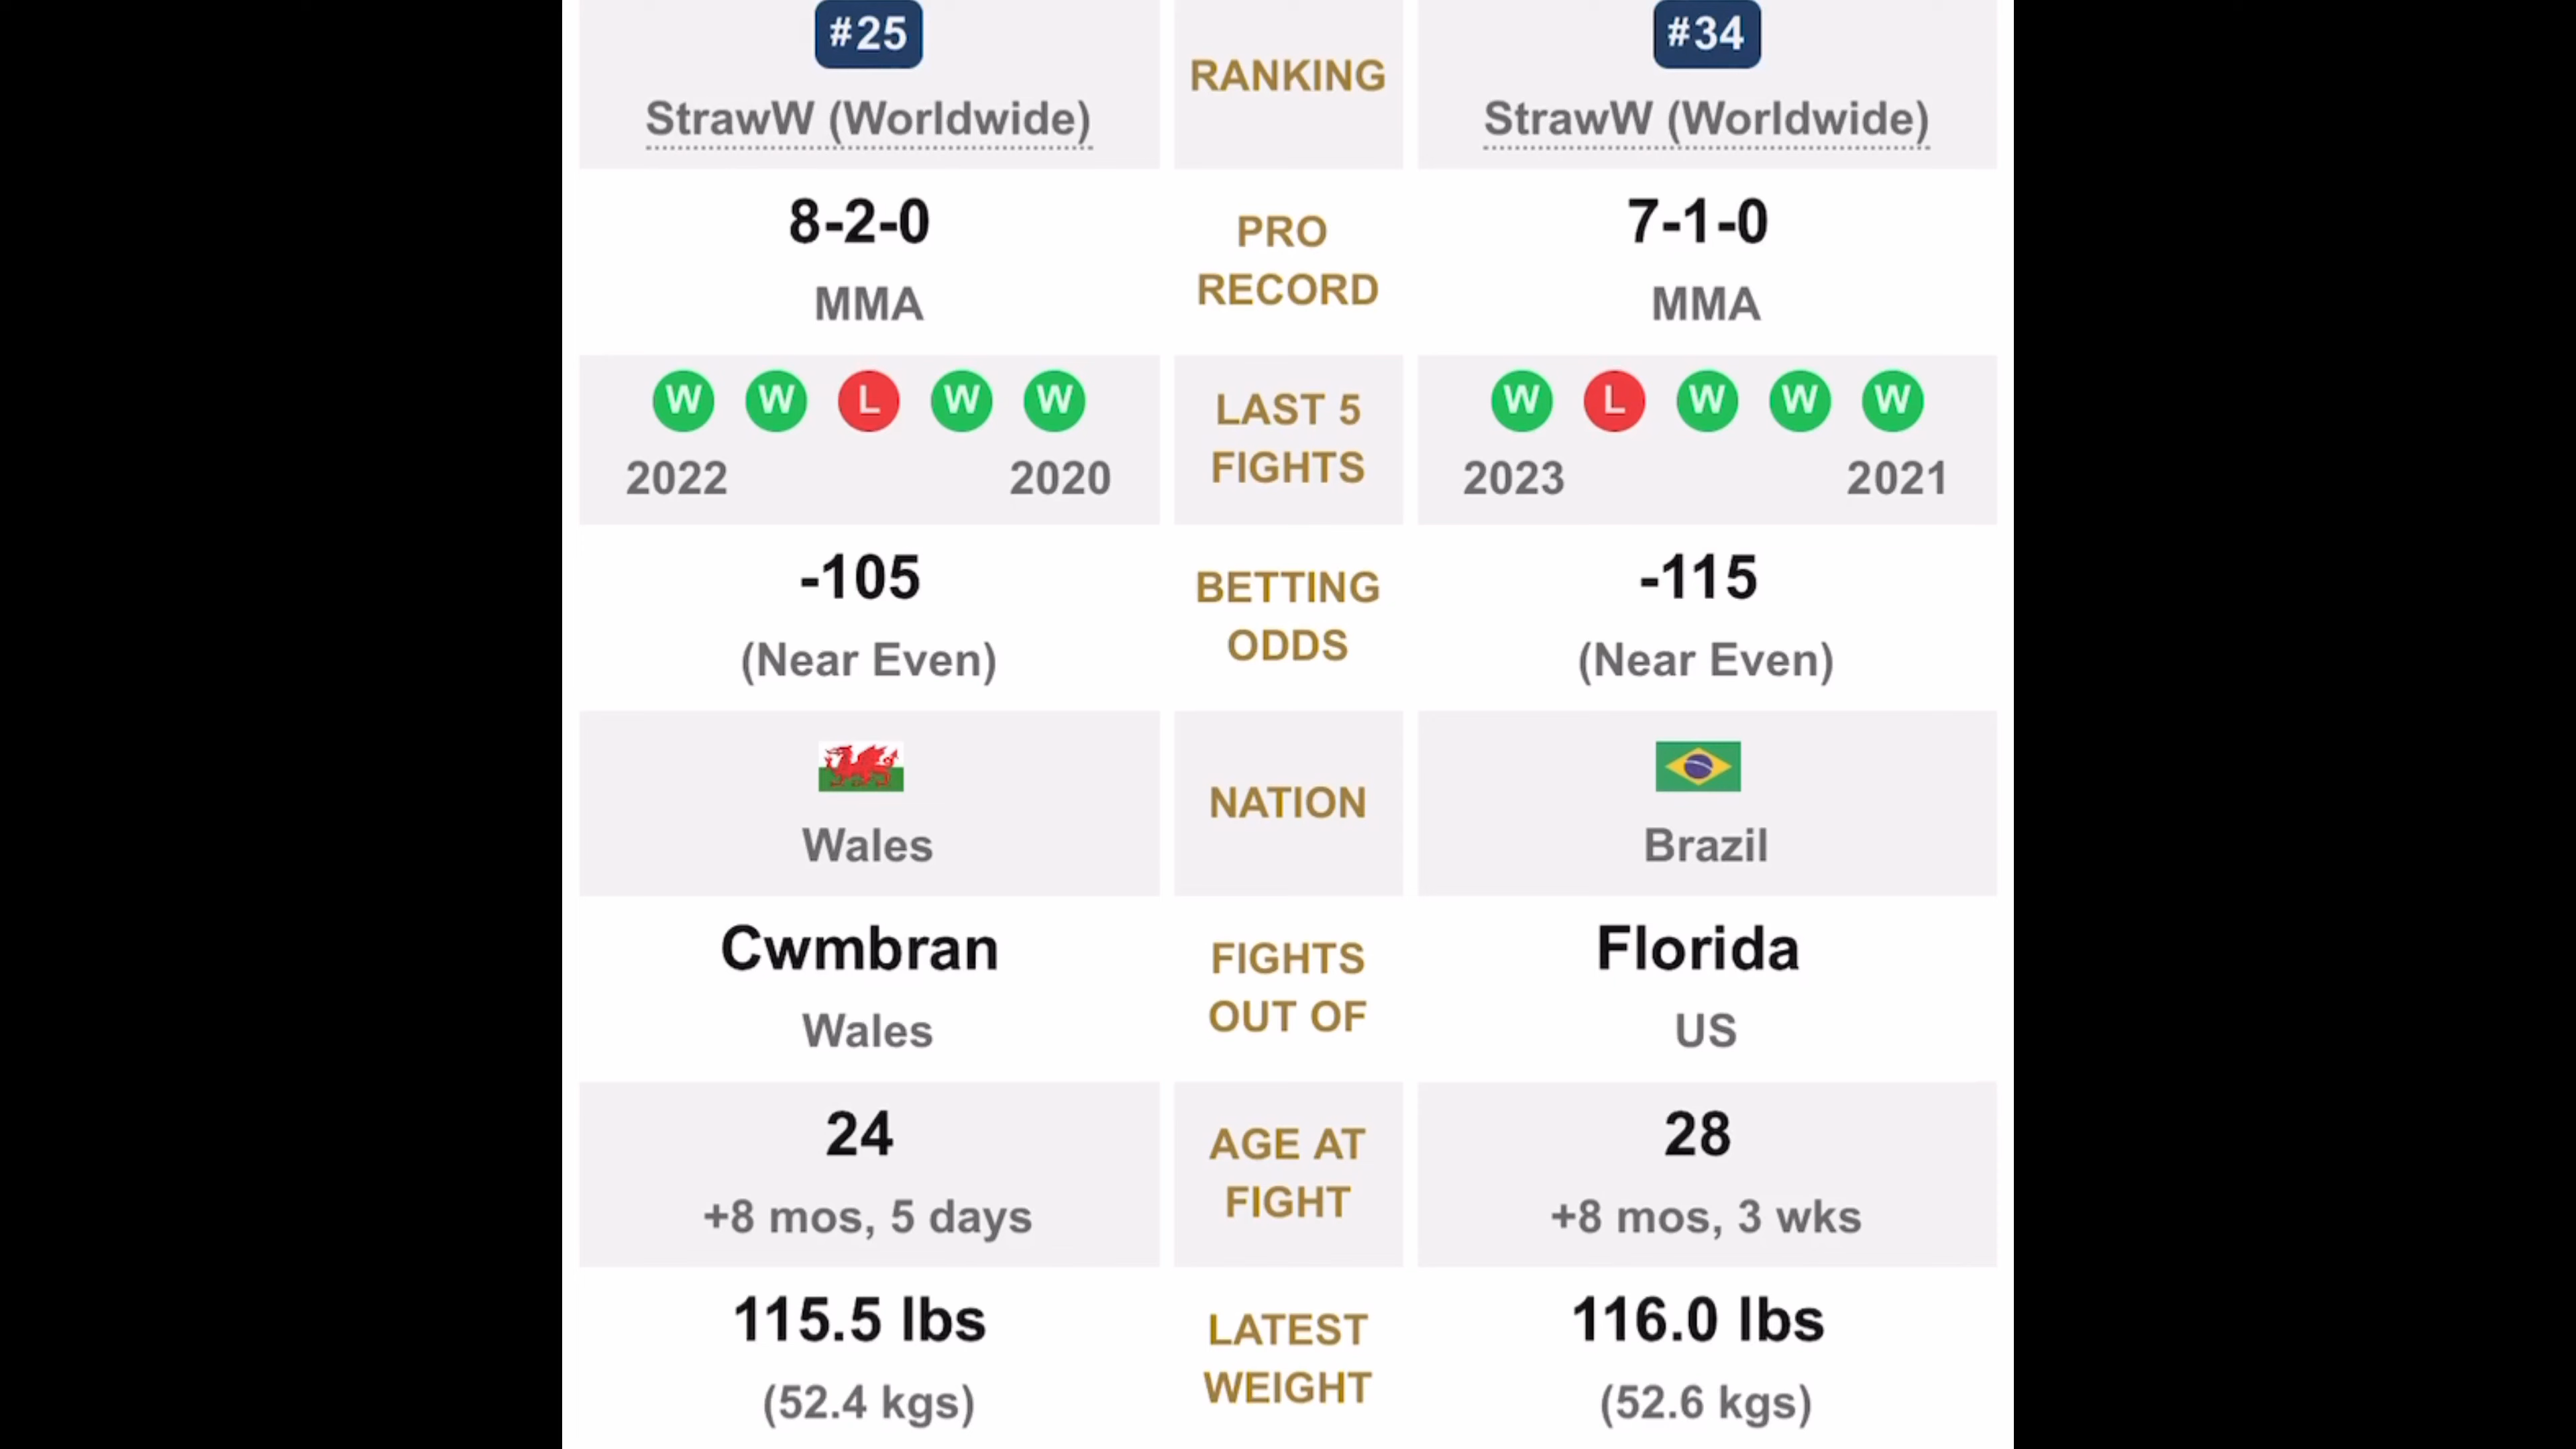 #25 RANKING #34
StrawW (Worldwide) StrawW (Worldwide)
8-2-0 PRO 7-1-0
MMA RECORD MMA
W W L W W LAST 5 W L W W W
2022 2020 FIGHTS 2023 2021
-105 BETTING -115
(Near Even) ODDS (Near Even)
NATION
Wales Brazil
Cwmbran FIGHTS Florida
Wales OUT OF US
24 AGE AT 28
+8 mos, 5 days FIGHT +8 mos, 3 wks
115.5 lbs LATEST 116.0 lbs
(52.4 kgs) WEIGHT (52.6 kgs)